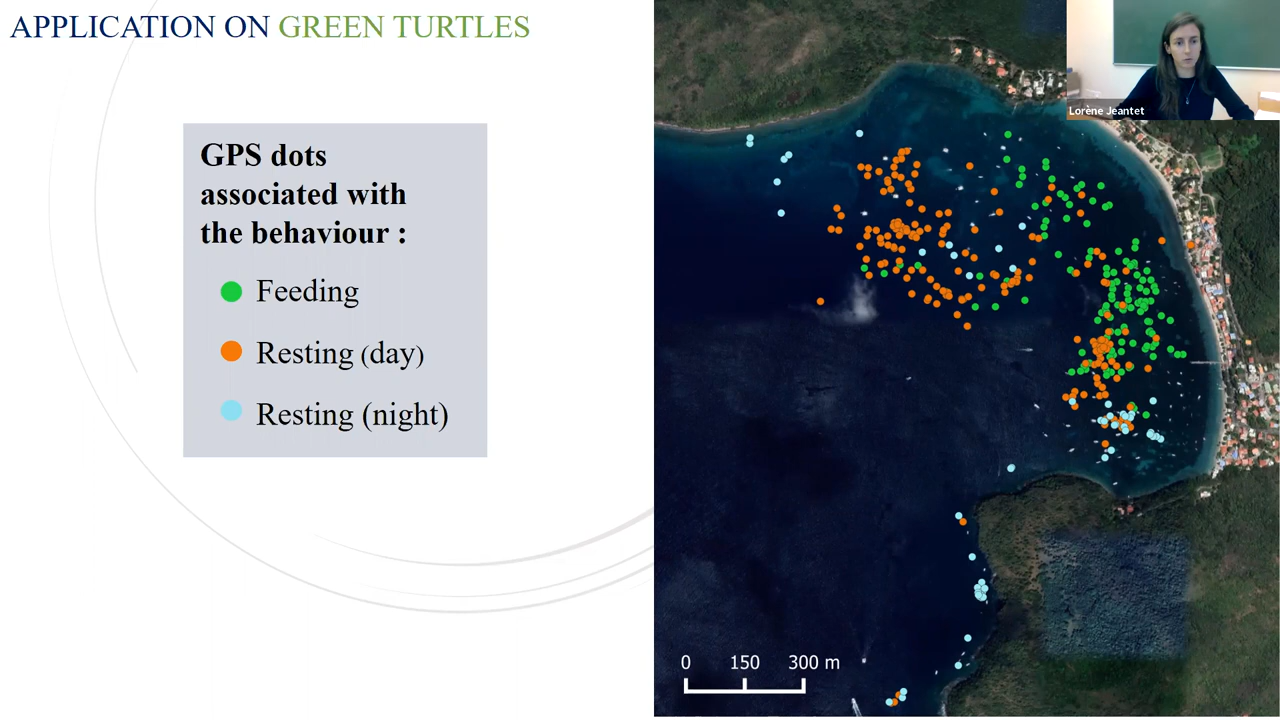 APPLICATION ON GREEN TURTLES
GPS dots
associated with
the behaviour :
Feeding
Resting (day)
Resting (night)
Lorène Jeantet
0 150 300 m